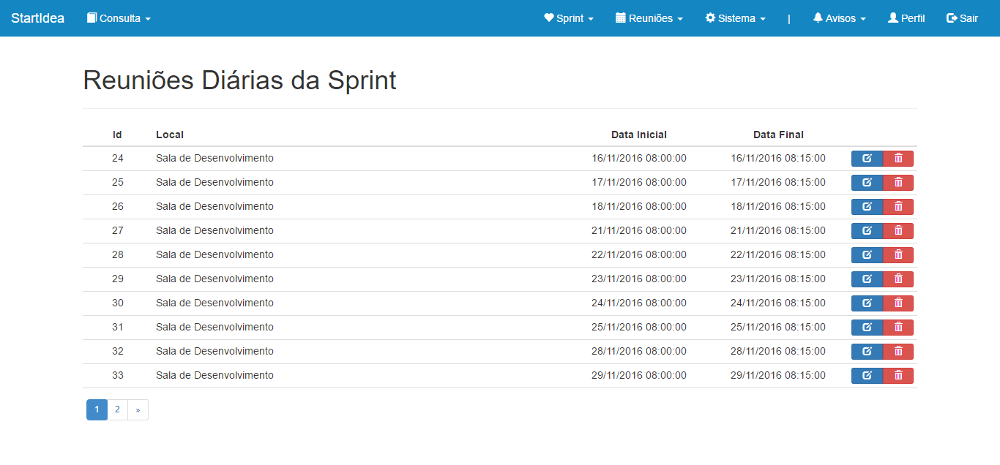 StartIdea Consulta Sprint Reuniões Sistema | Avisos Perfil Sair
Reuniões Diárias da Sprint
Id Local Data Inicial Data Final
24 Sala de Desenvolvimento 16/11/2016 08:00:00 16/11/2016 08:15:00
25 Sala de Desenvolvimento 17/11/2016 08:00:00 17/11/2016 08:15:00
26 Sala de Desenvolvimento 18/11/2016 08:00:00 18/11/2016 08:15:00
27 Sala de Desenvolvimento 21/11/2016 08:00:00 21/11/2016 08:15:00
28 Sala de Desenvolvimento 22/11/2016 08:00:00 22/11/2016 08:15:00
29 Sala de Desenvolvimento 23/11/2016 08:00:00 23/11/2016 08:15:00
30 Sala de Desenvolvimento 24/11/2016 08:00:00 24/11/2016 08:15:00
31 Sala de Desenvolvimento 25/11/2016 08:00:00 25/11/2016 08:15:00
32 Sala de Desenvolvimento 28/11/2016 08:00:00 28/11/2016 08:15:00
33 Sala de Desenvolvimento 29/11/2016 08:00:00 29/11/2016 08:15:00
1 2 »